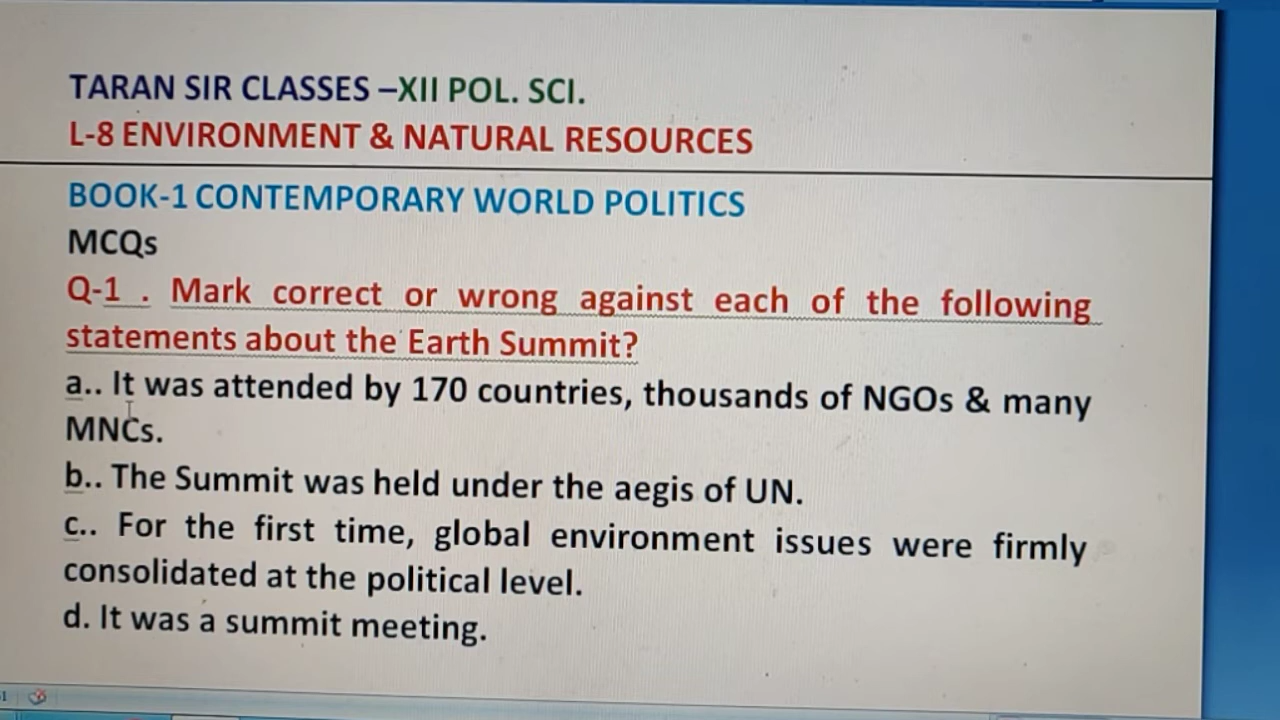 TARAN SIR CLASSES –XII POL. SCI.
L-8 ENVIRONMENT & NATURAL RESOURCES
BOOK-1 CONTEMPORARY WORLD POLITICS
MCQs
Q-1 . Mark correct or wrong against each of the following
statements about the Earth Summit?
a.. It was attended by 170 countries, thousands of NGOs & many
MNCs.
b.. The Summit was held under the aegis of UN.
c.. For the first time, global environment issues were firmly
consolidated at the political level.
d. It was a summit meeting.